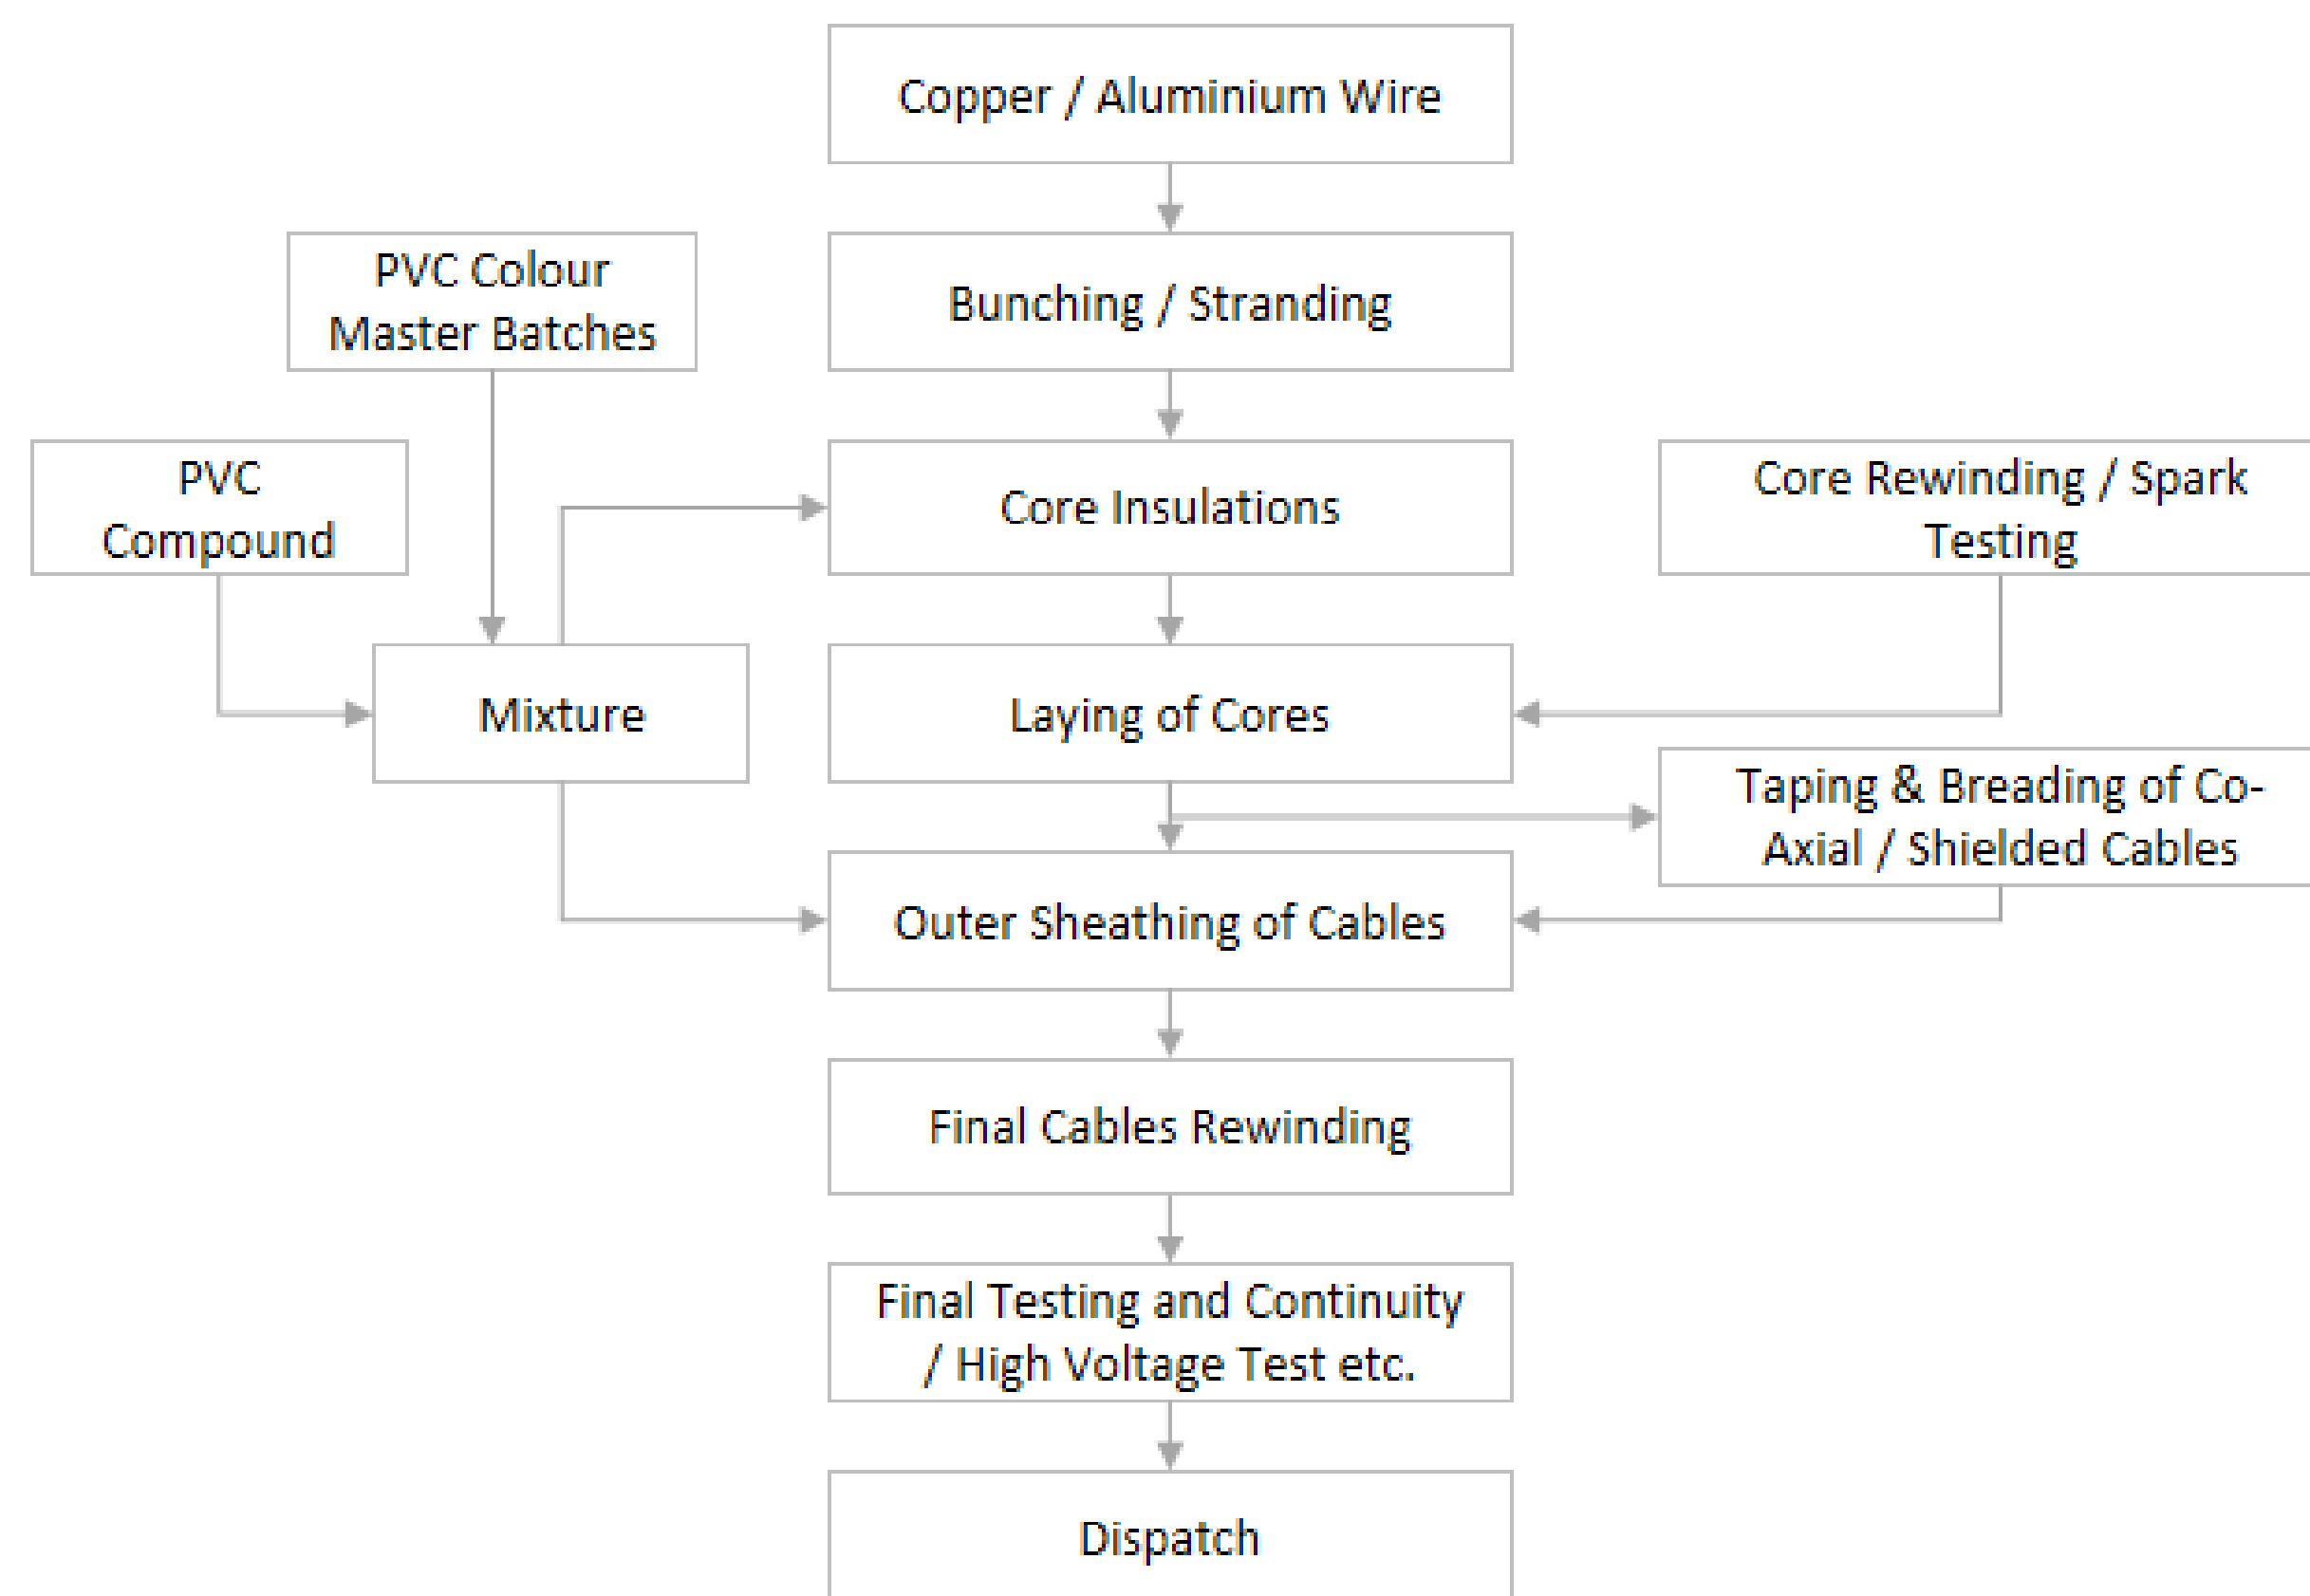 Copper / Aluminium Wire
PVC Colour
Master Batches
Bunching / Stranding
PVC
Compound
Core Insulations
Core Rewinding / Spark
Testing
Mixture
Laying of Cores
Taping & Breading of Co-
Axial / Shielded Cables
Outer Sheathing of Cables
Final Cables Rewinding
Final Testing and Continuity
/ High Voltage Test etc.
Dispatch